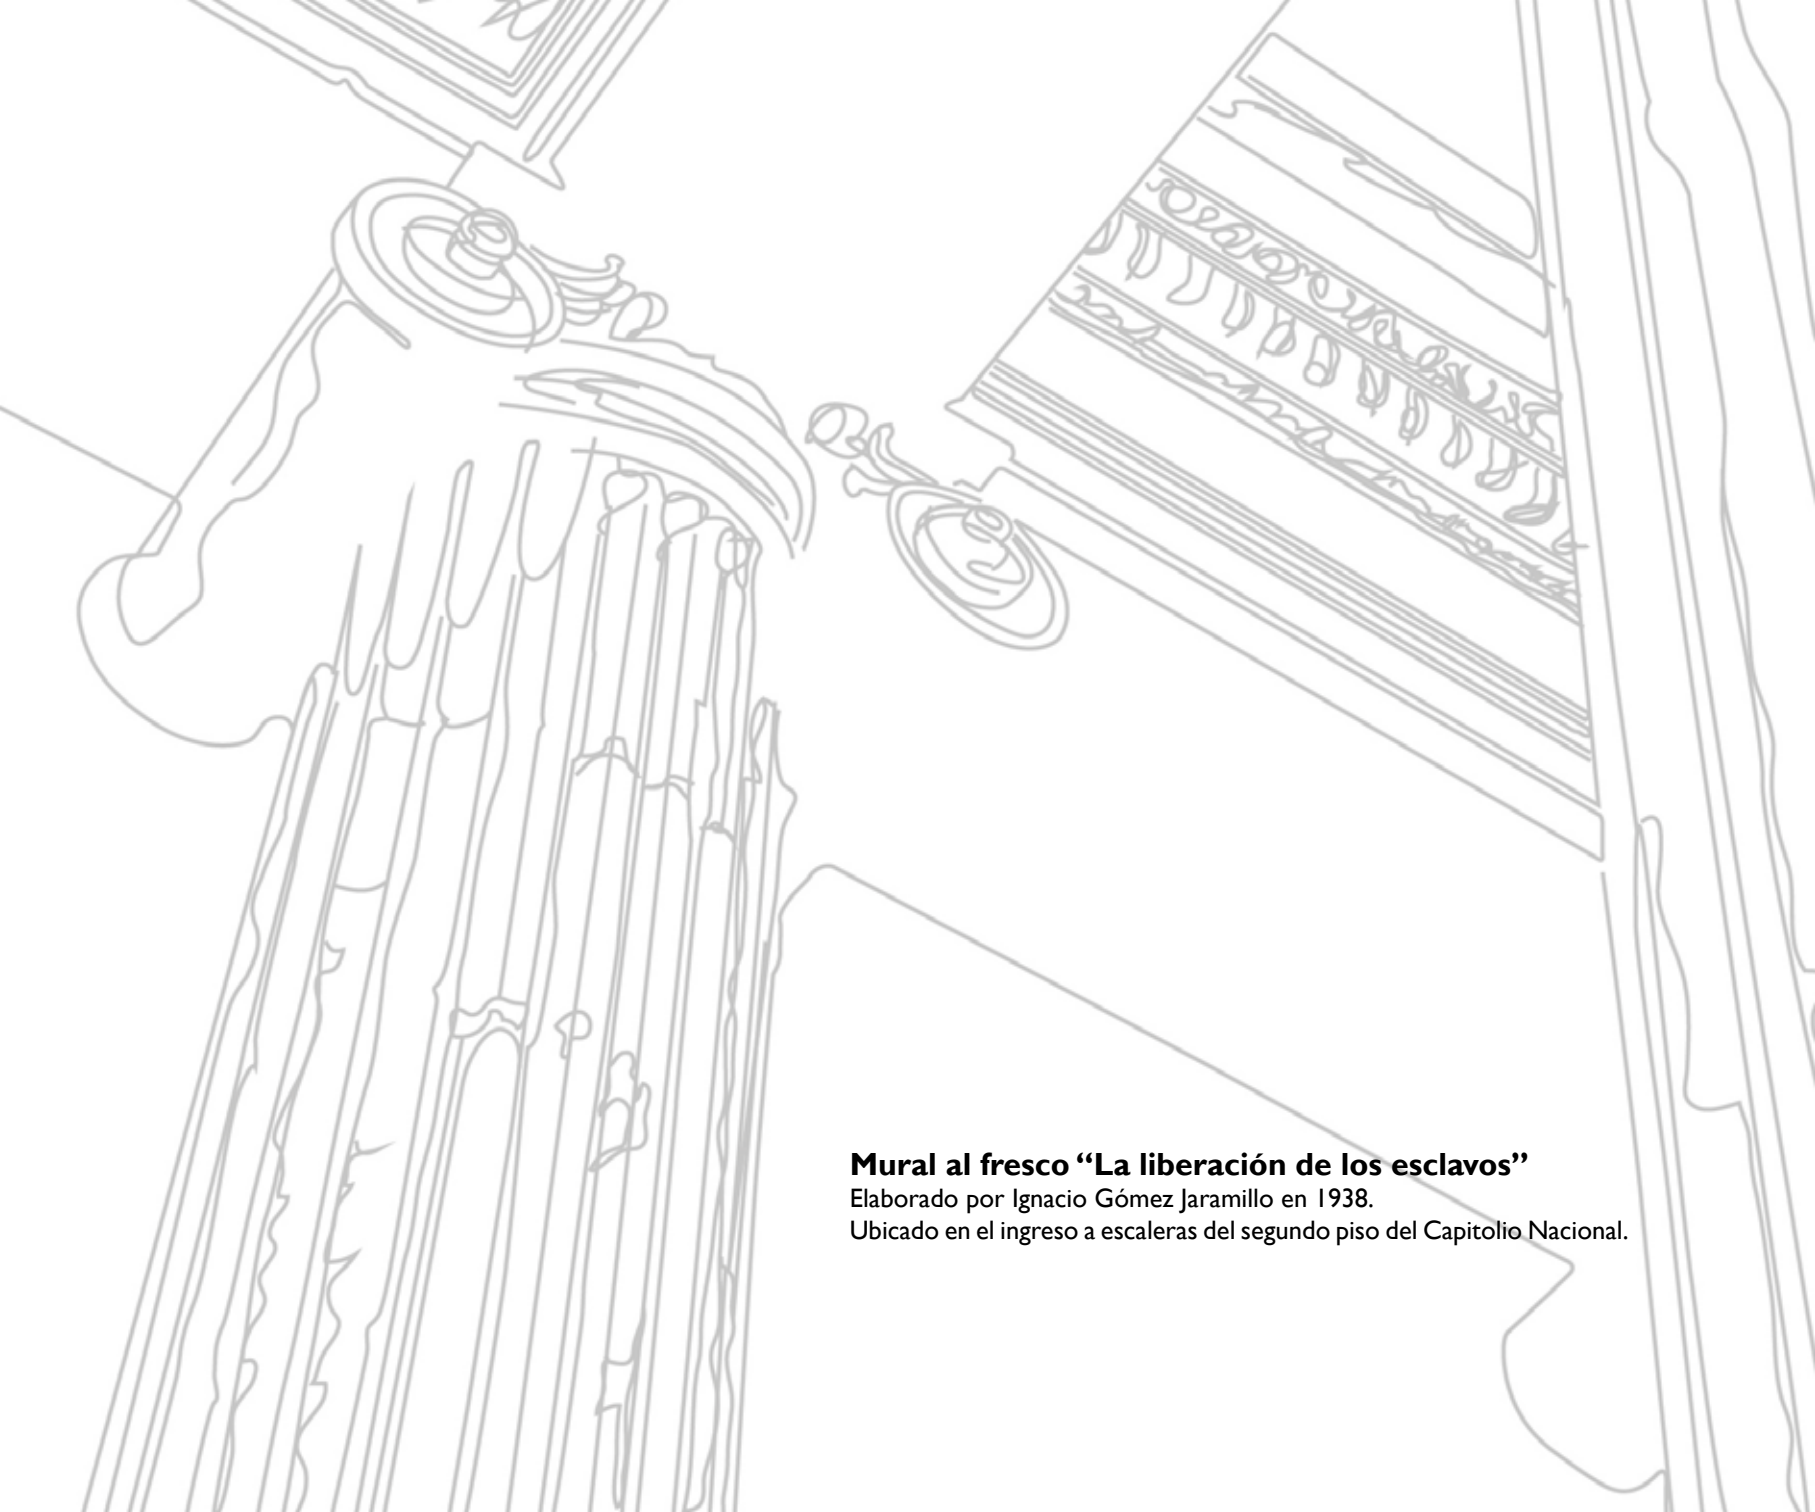 Mural al fresco “La liberación de los esclavos”
Elaborado por Ignacio Gómez Jaramillo en 1938.
Ubicado en el ingreso a escaleras del segundo piso del Capitolio Nacional.